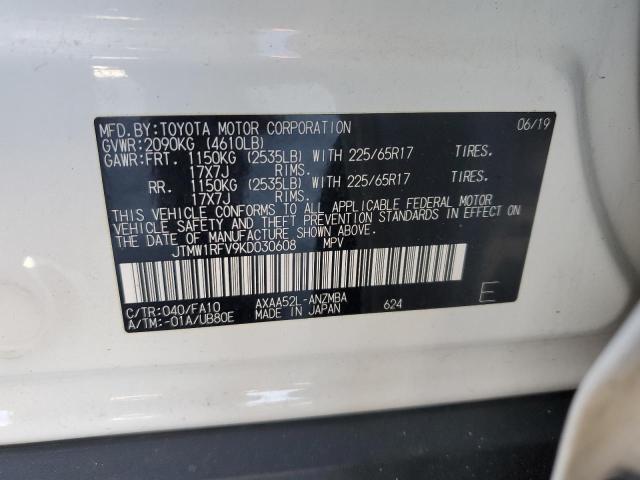 MFD.BY:TOYOTA MOTOR CORPORATION 06/19
GVWR:2090KG (4610LB)
GAWR:FRT. 1150KG (2535LB) WITH 225/65R17 TIRES.
17X7J RIMS.
RR. 1150KG (2535LB) WITH 225/65R17 TIRES.
17X7J RIMS.
THIS VEHICLE CONFORMS TO ALL APPLICABLE FEDERAL MOTOR
VEHICLE SAFETY AND THEFT PREVENTION STANDARDS IN EFFECT ON
THE DATE OF MANUFACTURE SHOWN ABOVE.
JTMW1RFV9KD030608 MPV
C/TR:040/FA10 AXAA52L-ANZMBA 624 E
A/TM:-01A/UB80E MADE IN JAPAN